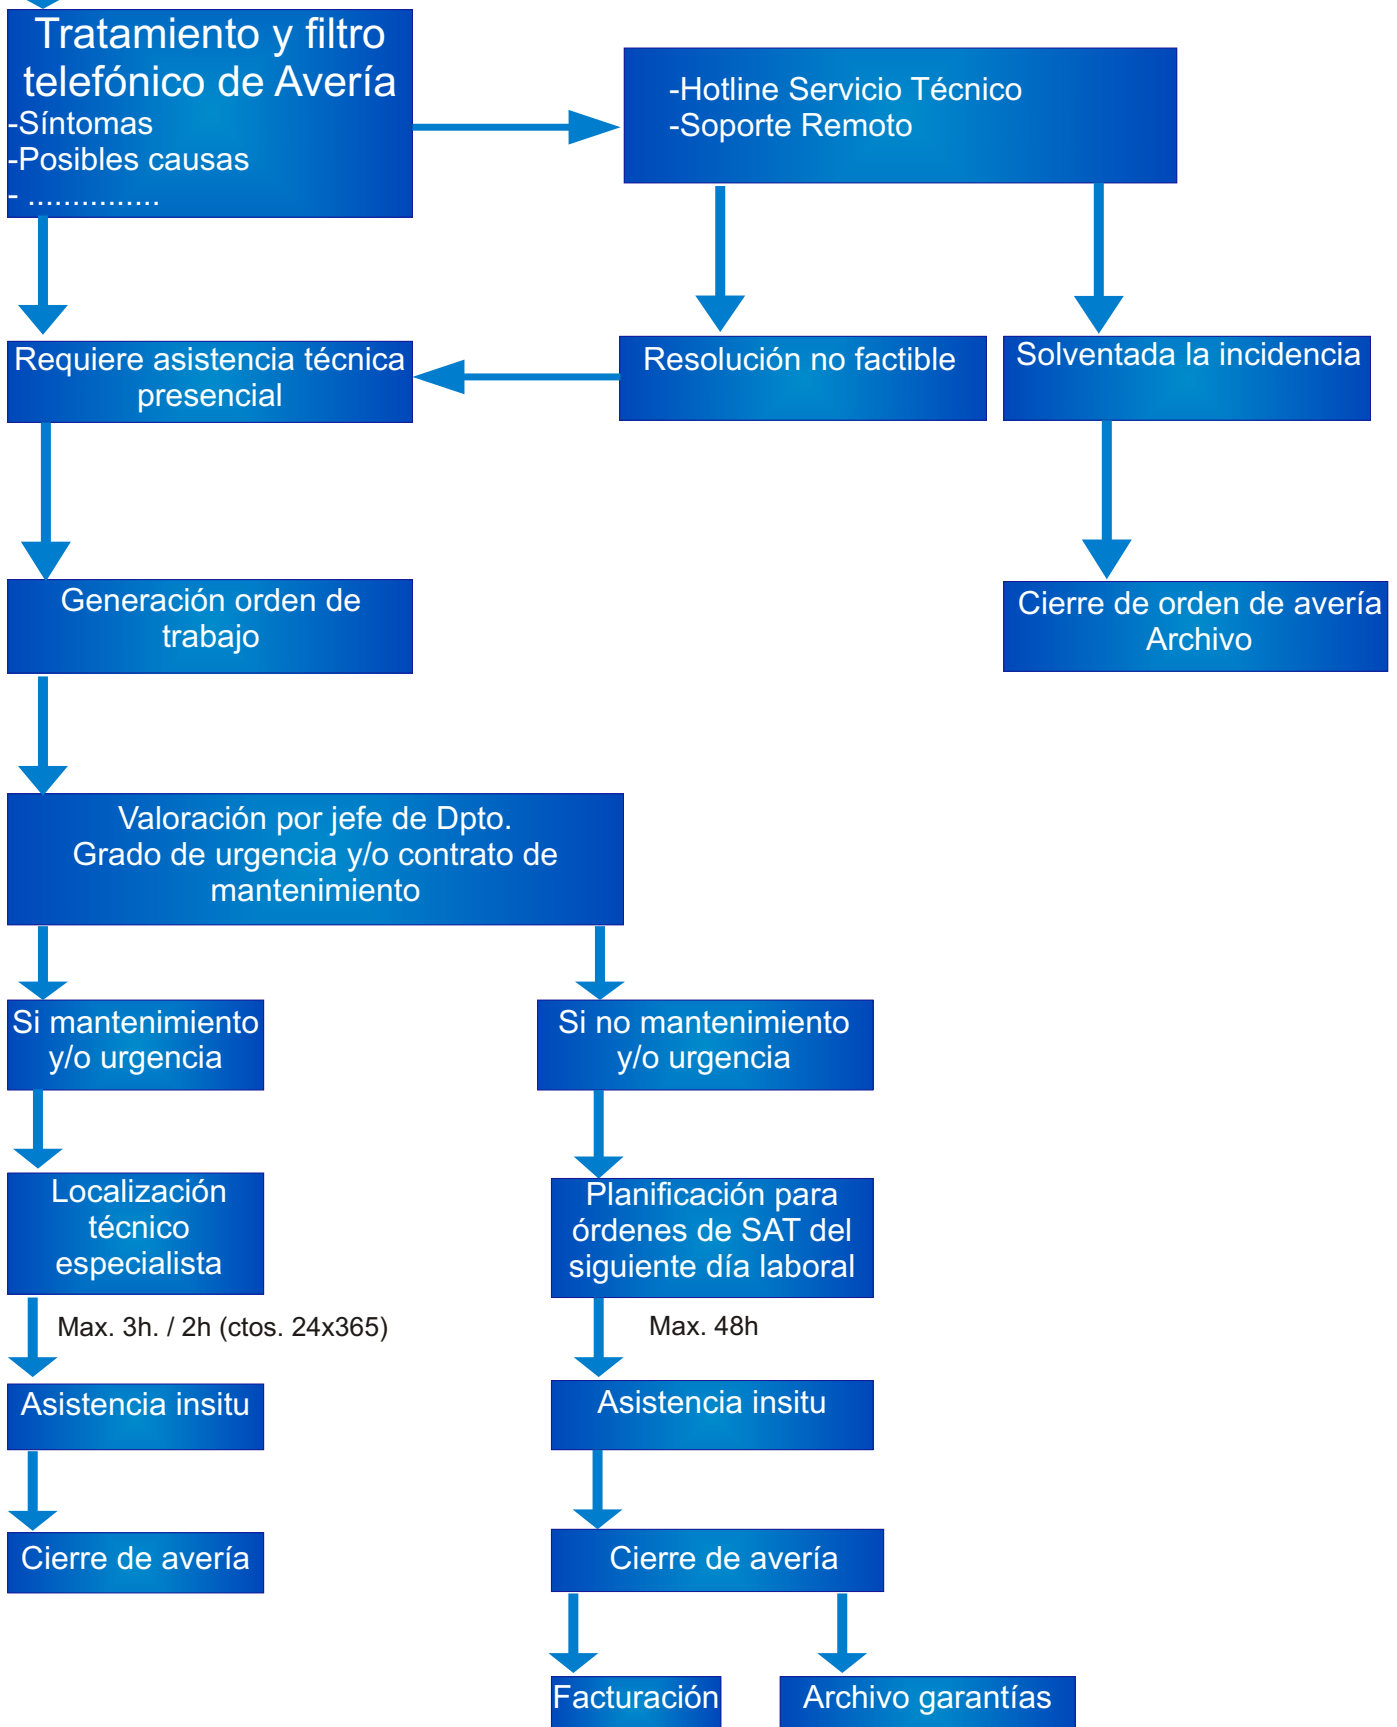 Tratamiento y filtro
telefónico de Avería
-Síntomas
-Posibles causas
- ...............
-Hotline Servicio Técnico
-Soporte Remoto
Requiere asistencia técnica
presencial
Resolución no factible
Solventada la incidencia
Generación orden de
trabajo
Cierre de orden de avería
Archivo
Valoración por jefe de Dpto.
Grado de urgencia y/o contrato de
mantenimiento
Si mantenimiento
y/o urgencia
Si no mantenimiento
y/o urgencia
Localización
técnico
especialista
Planificación para
órdenes de SAT del
siguiente día laboral
Max. 3h. / 2h (ctos. 24x365)
Max. 48h
Asistencia insitu
Asistencia insitu
Cierre de avería
Cierre de avería
Facturación
Archivo garantías